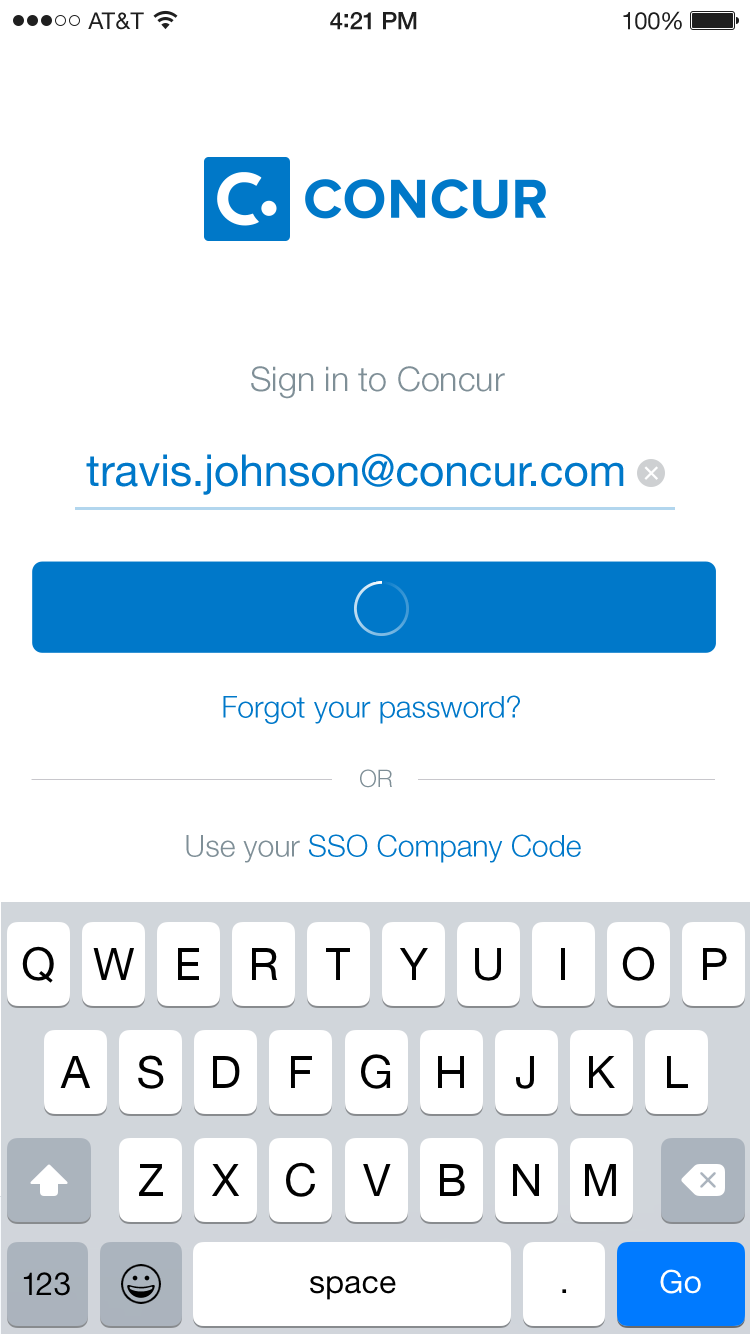 AT&T 4:21 PM 100%
C. CONCUR
Sign in to Concur
travis.johnson@concur.com
Forgot your password?
OR
Use your SSO Company Code
Q W E R T Y U I O P
A S D F G H J K L
Z X C V B N M
123 space . Go